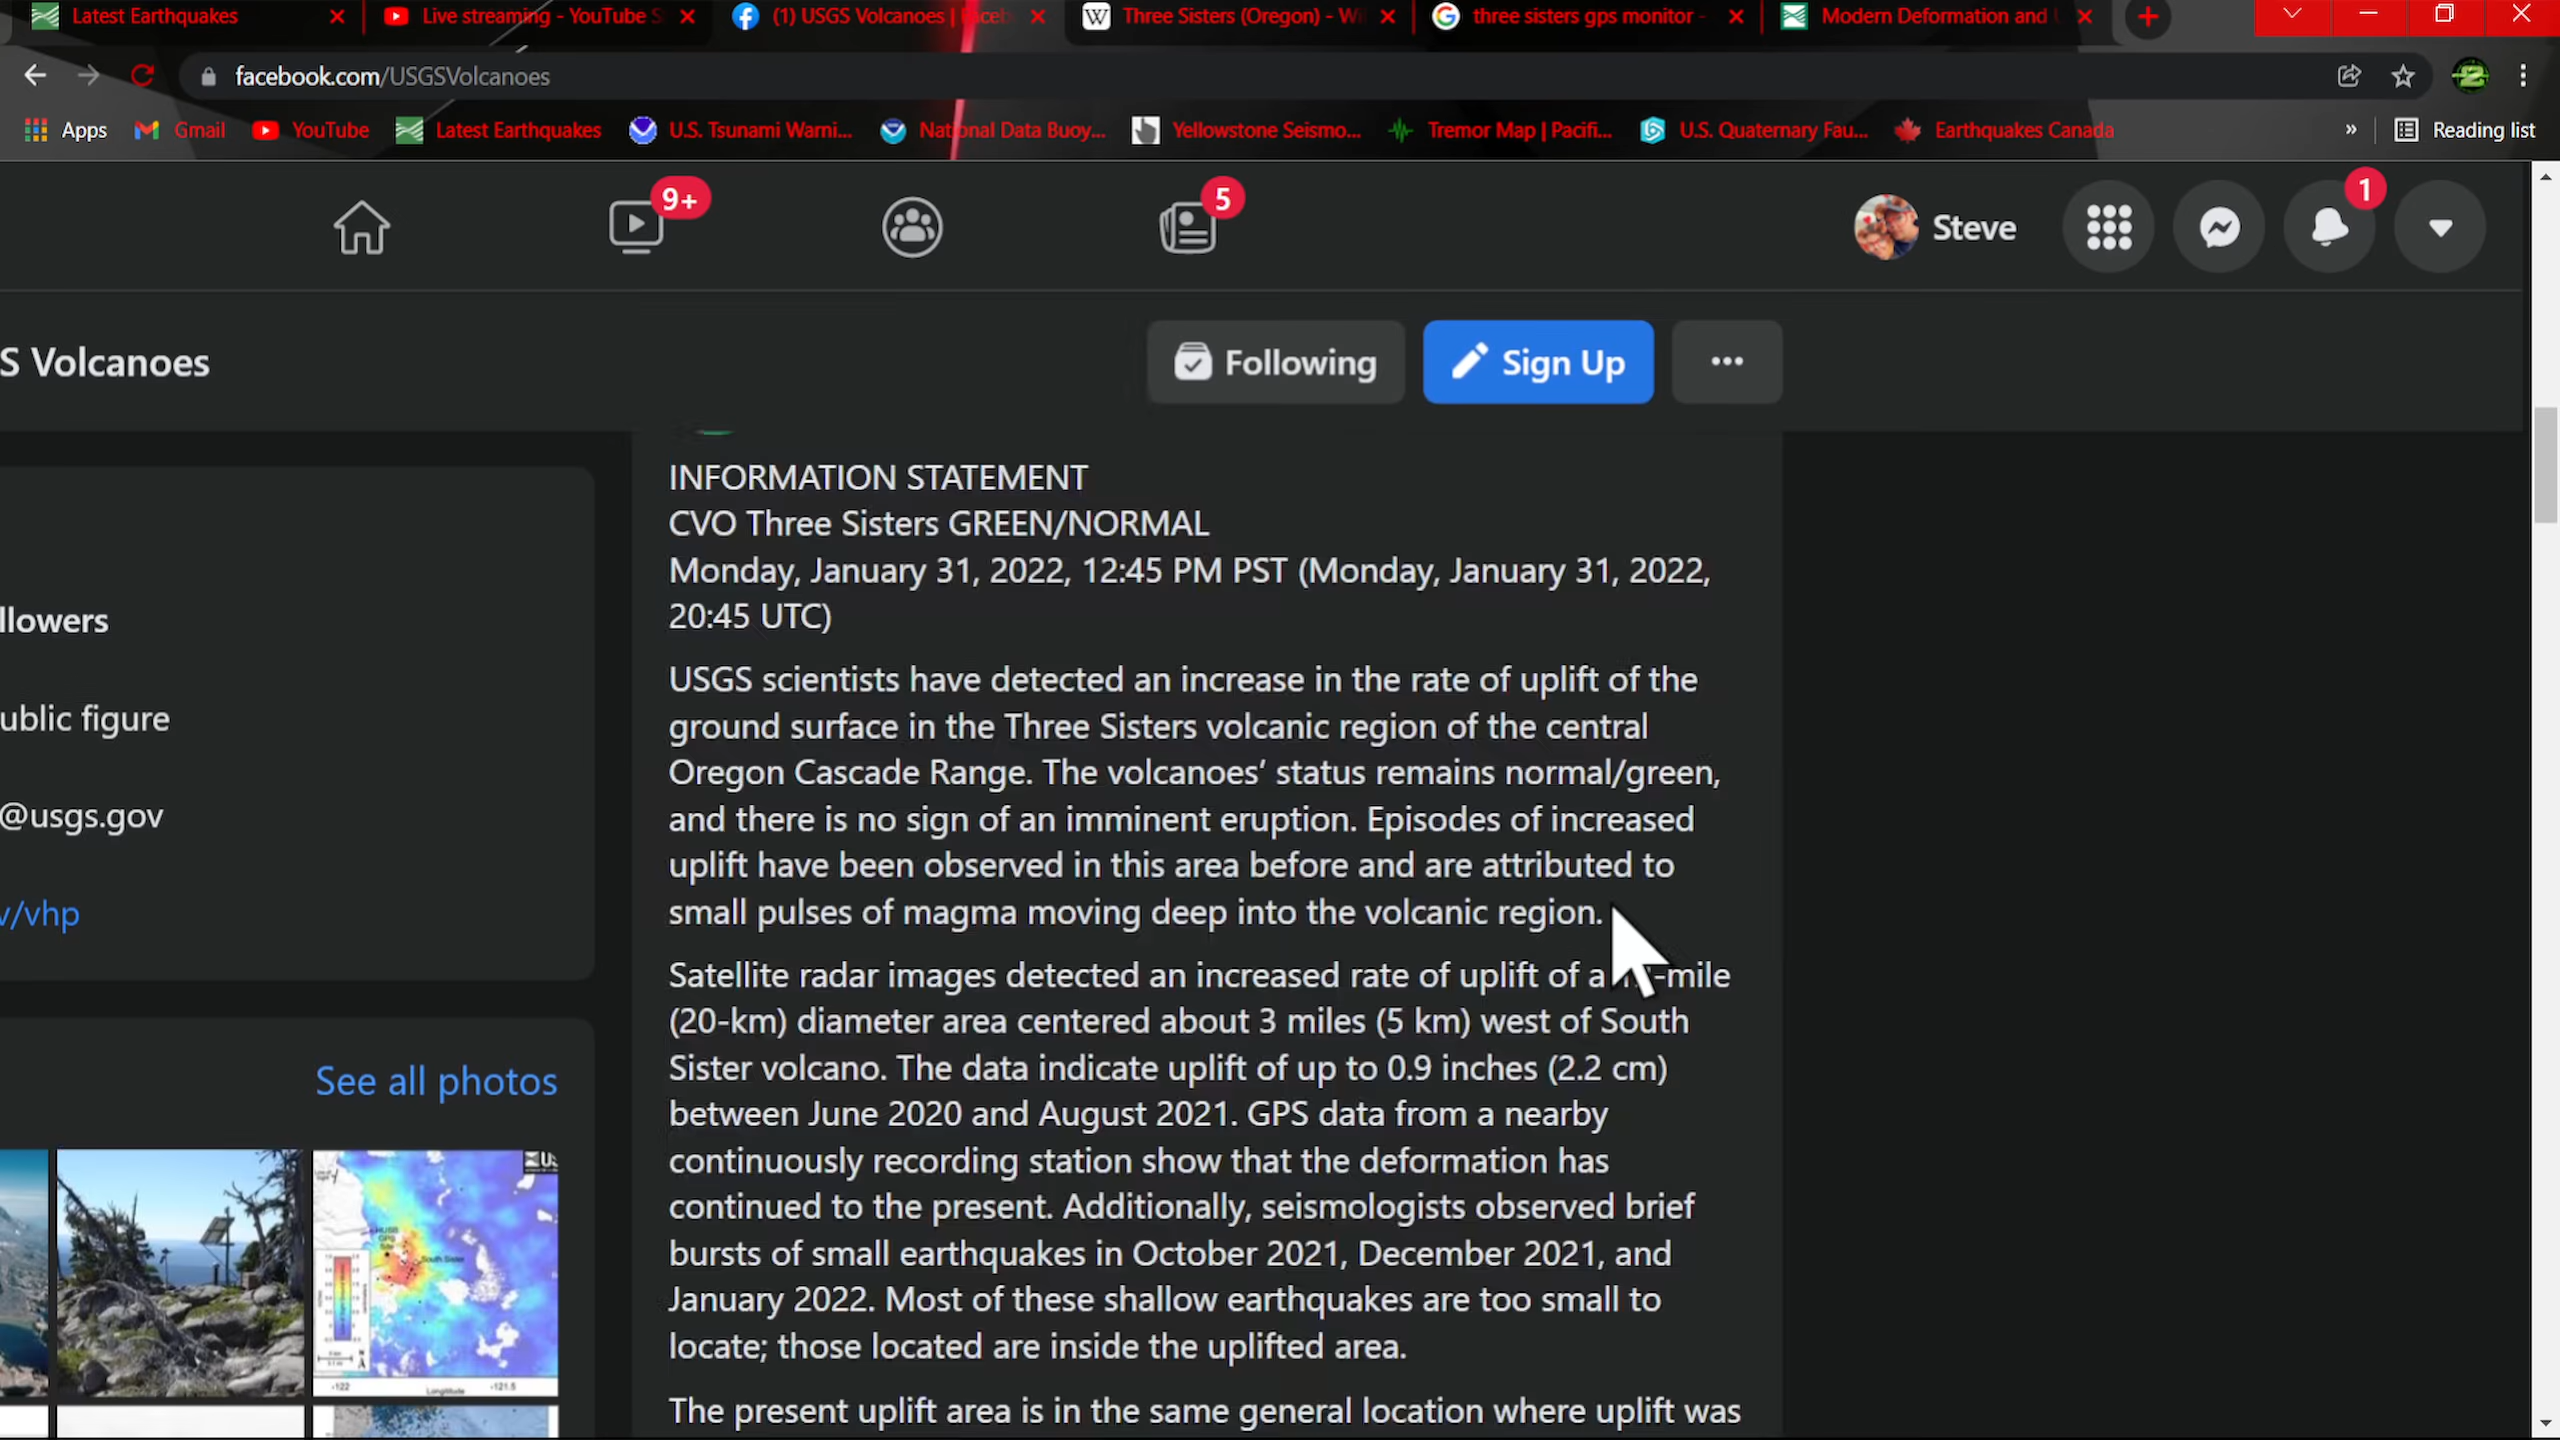 Latest Earthquakes
Live streaming - YouTube S
(1) USGS Volcanoes |
Three Sisters (Oregon) - Wi
three sisters gps monitor -
Modern Deformation and
facebook.com/USGSVolcanoes
Apps
Gmail
YouTube
Latest Earthquakes
U.S. Tsunami Warni...
National Data Buoy...
Yellowstone Seismo...
Tremor Map | Pacifi...
U.S. Quaternary Fau...
Earthquakes Canada
»
Reading list
9+
5
Steve
1
S Volcanoes
Following
Sign Up
INFORMATION STATEMENT
CVO Three Sisters GREEN/NORMAL
Monday, January 31, 2022, 12:45 PM PST (Monday, January 31, 2022,
20:45 UTC)
USGS scientists have detected an increase in the rate of uplift of the
ground surface in the Three Sisters volcanic region of the central
Oregon Cascade Range. The volcanoes’ status remains normal/green,
and there is no sign of an imminent eruption. Episodes of increased
uplift have been observed in this area before and are attributed to
small pulses of magma moving deep into the volcanic region.
Satellite radar images detected an increased rate of uplift of a -mile
(20-km) diameter area centered about 3 miles (5 km) west of South
Sister volcano. The data indicate uplift of up to 0.9 inches (2.2 cm)
between June 2020 and August 2021. GPS data from a nearby
continuously recording station show that the deformation has
continued to the present. Additionally, seismologists observed brief
bursts of small earthquakes in October 2021, December 2021, and
January 2022. Most of these shallow earthquakes are too small to
locate; those located are inside the uplifted area.
The present uplift area is in the same general location where uplift was
llowers
ublic figure
@usgs.gov
v/vhp
See all photos
South Sister
-122
Longitude
-121.5